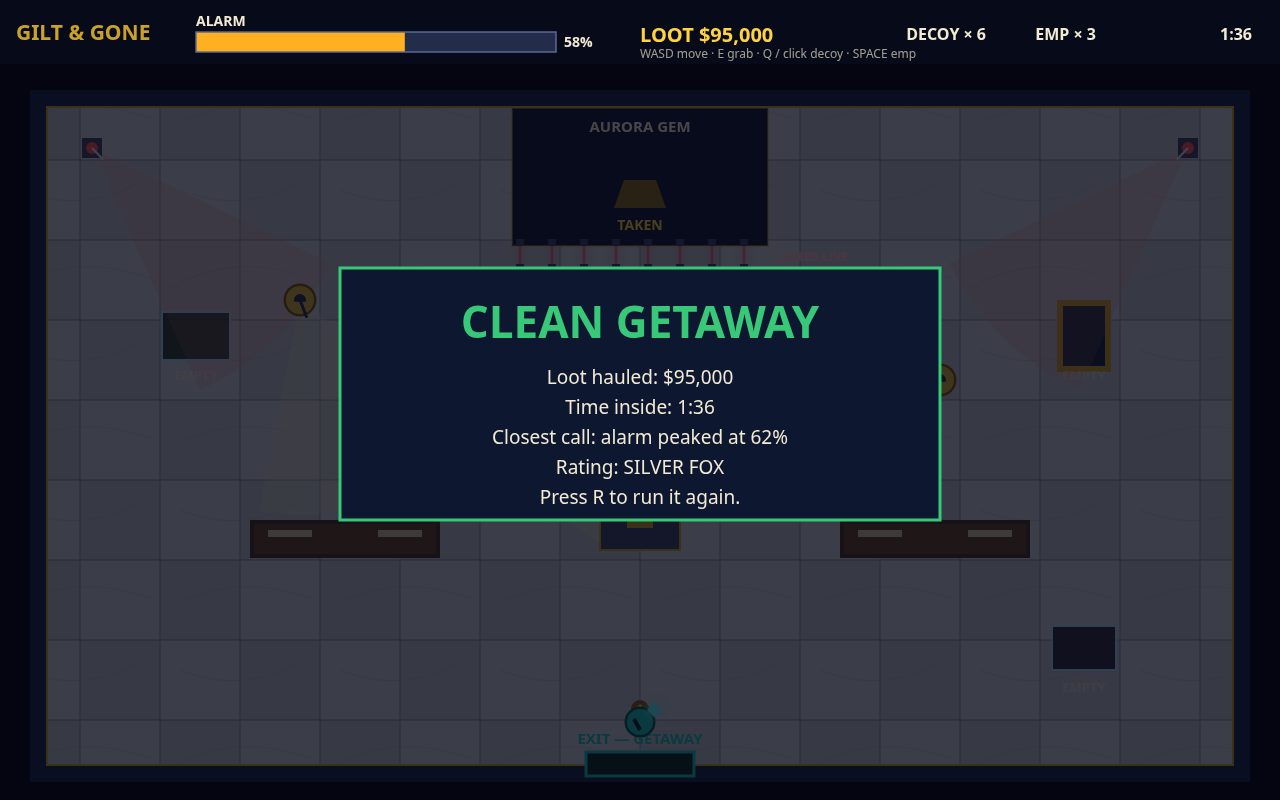 GILT & GONE
ALARM
58%
LOOT $95,000
WASD move · E grab · Q / click decoy · SPACE emp
DECOY × 6
EMP × 3
1:36
AURORA GEM
TAKEN
CLEAN GETAWAY
Loot hauled: $95,000
Time inside: 1:36
Closest call: alarm peaked at 62%
Rating: SILVER FOX
Press R to run it again.
EMPTY
EMPTY
EMPTY
EXIT — GETAWAY